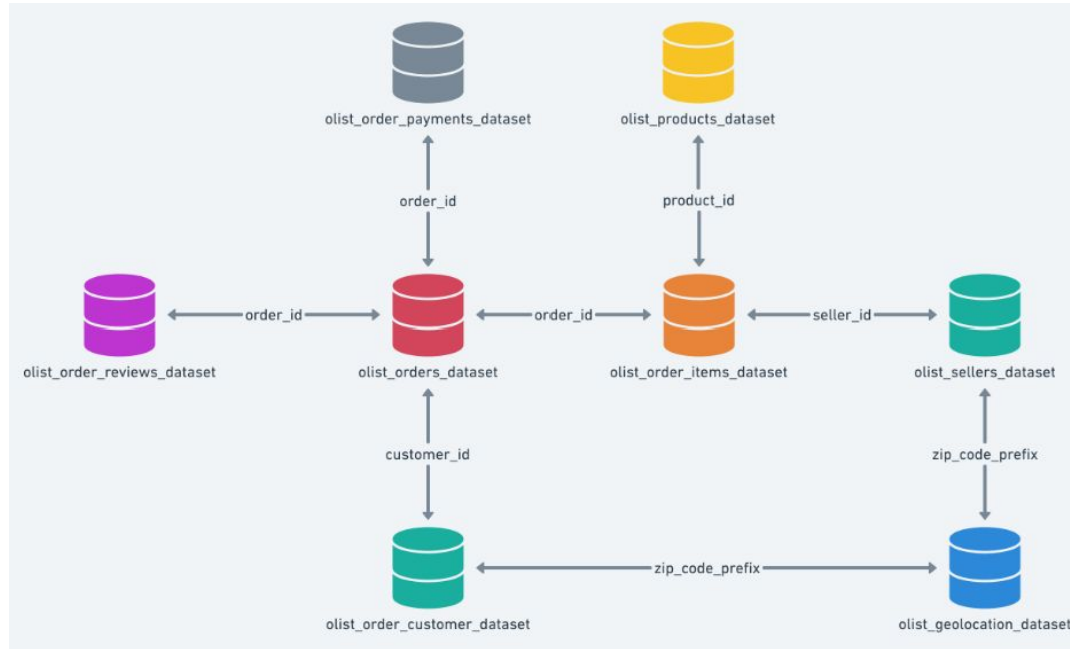 olist_order_payments_dataset
olist_products_dataset
order_id
product_id
order_id
order_id
seller_id
olist_order_reviews_dataset
olist_orders_dataset
olist_order_items_dataset
olist_sellers_dataset
customer_id
zip_code_prefix
zip_code_prefix
olist_order_customer_dataset
olist_geolocation_dataset